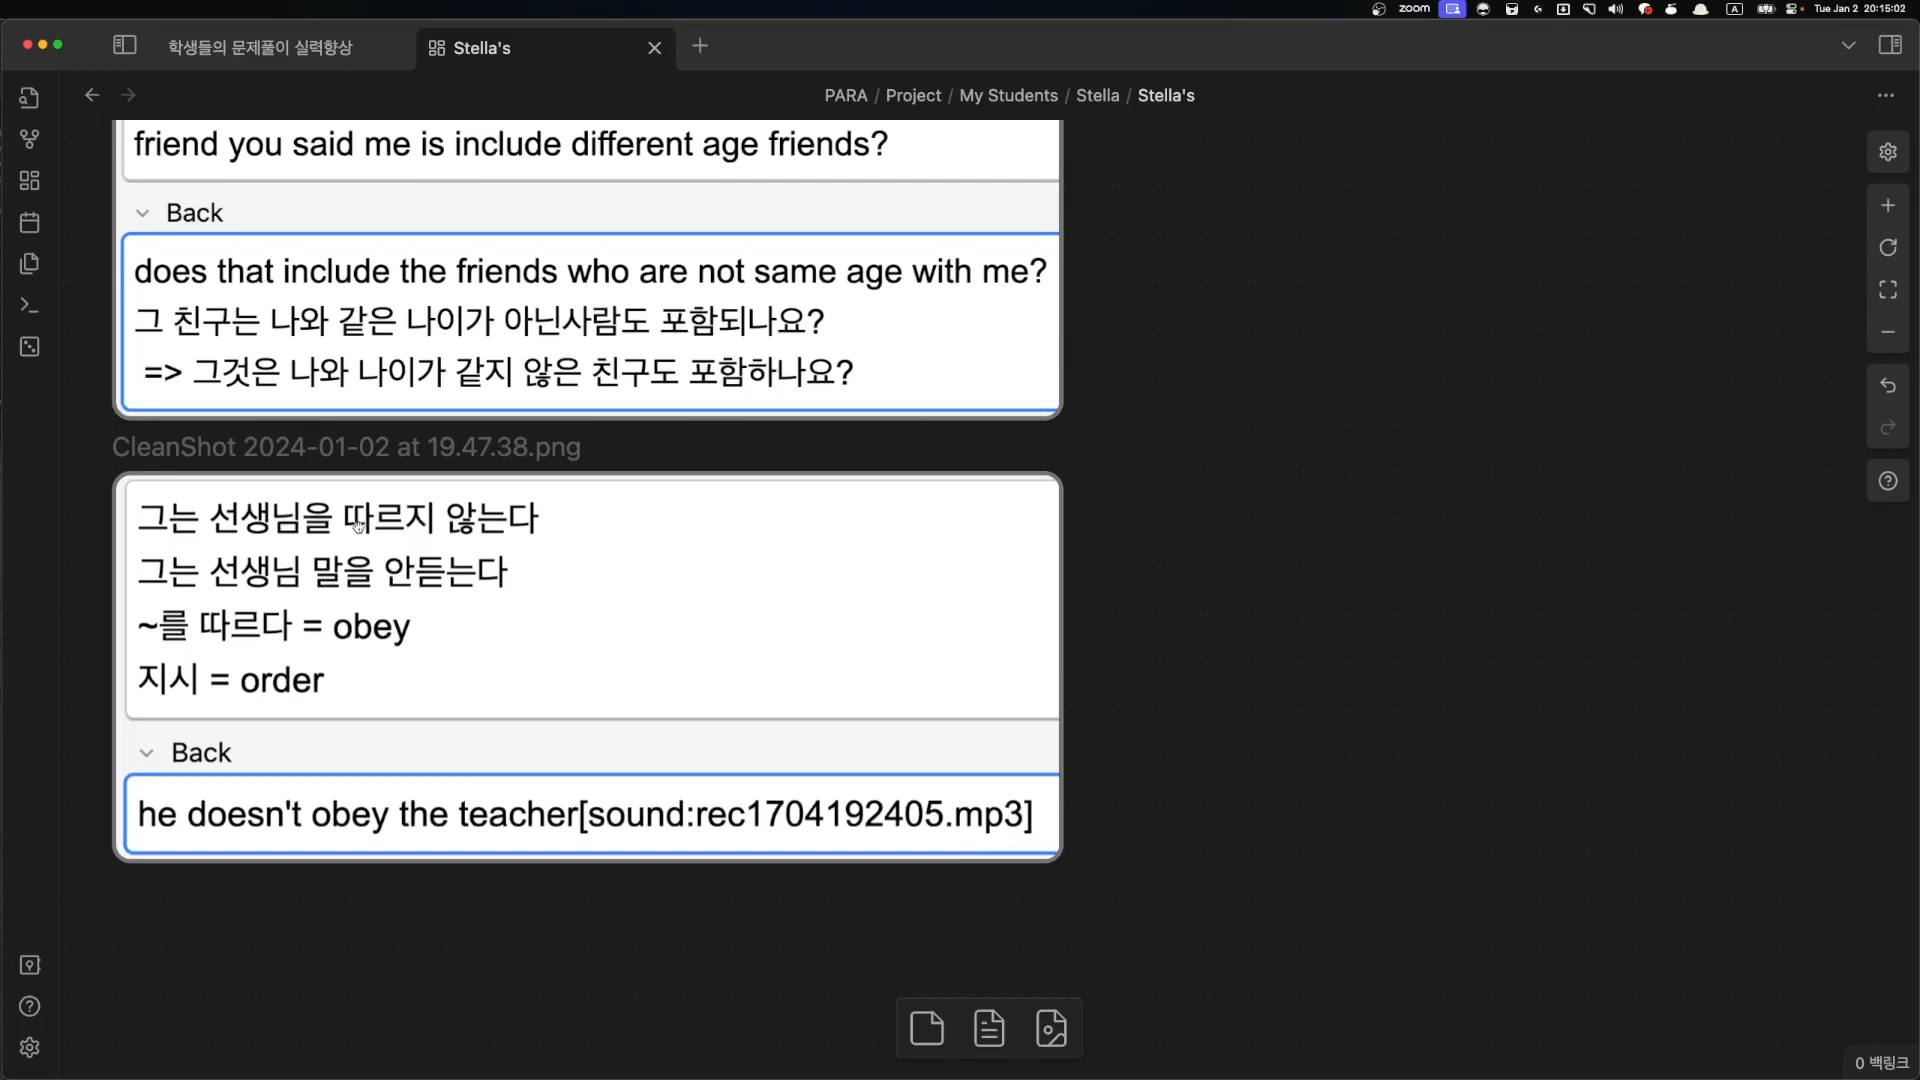 zoom
A
Tue Jan 2 20:15:02
학생들의 문제풀이 실력향상
Stella's
PARA / Project / My Students / Stella / Stella's
friend you said me is include different age friends?
Back
does that include the friends who are not same age with me?
그 친구는 나와 같은 나이가 아닌사람도 포함되나요?
=> 그것은 나와 나이가 같지 않은 친구도 포함하나요?
CleanShot 2024-01-02 at 19.47.38.png
그는 선생님을 따르지 않는다
그는 선생님 말을 안듣는다
~를 따르다 = obey
지시 = order
Back
he doesn't obey the teacher[sound:rec1704192405.mp3]
0 백링크